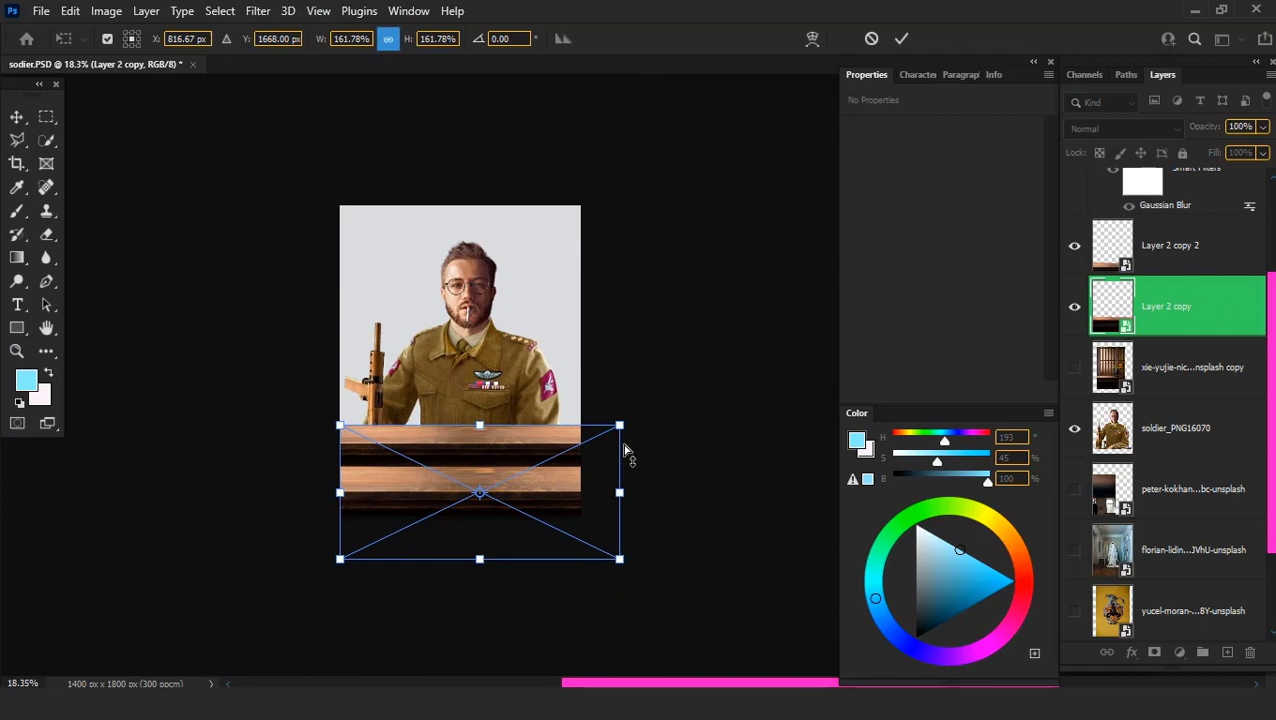 Ps File Edit Image Layer Type Select Filter 3D View Plugins Window Help
X: 816.67 px Y: 1668.00 px W: 161.78% H: 161.78% 0.00 °
sodier.PSD @ 18.3% (Layer 2 copy, RGB/8) * ×
Properties Character Paragrap Info
No Properties
Channels Paths Layers
Kind
Normal Opacity: 100%
Lock: Fill: 100%
Smart Filters
Gaussian Blur
Layer 2 copy 2
Layer 2 copy
xie-yujie-nic...nsplash copy
soldier_PNG16070
peter-kokhan...bc-unsplash
florian-lidin...JVhU-unsplash
yucel-moran-...8Y-unsplash
Color
H 193 °
S 45 %
B 100 %
T
fx
18.35% 1400 px x 1800 px (300 ppcm)